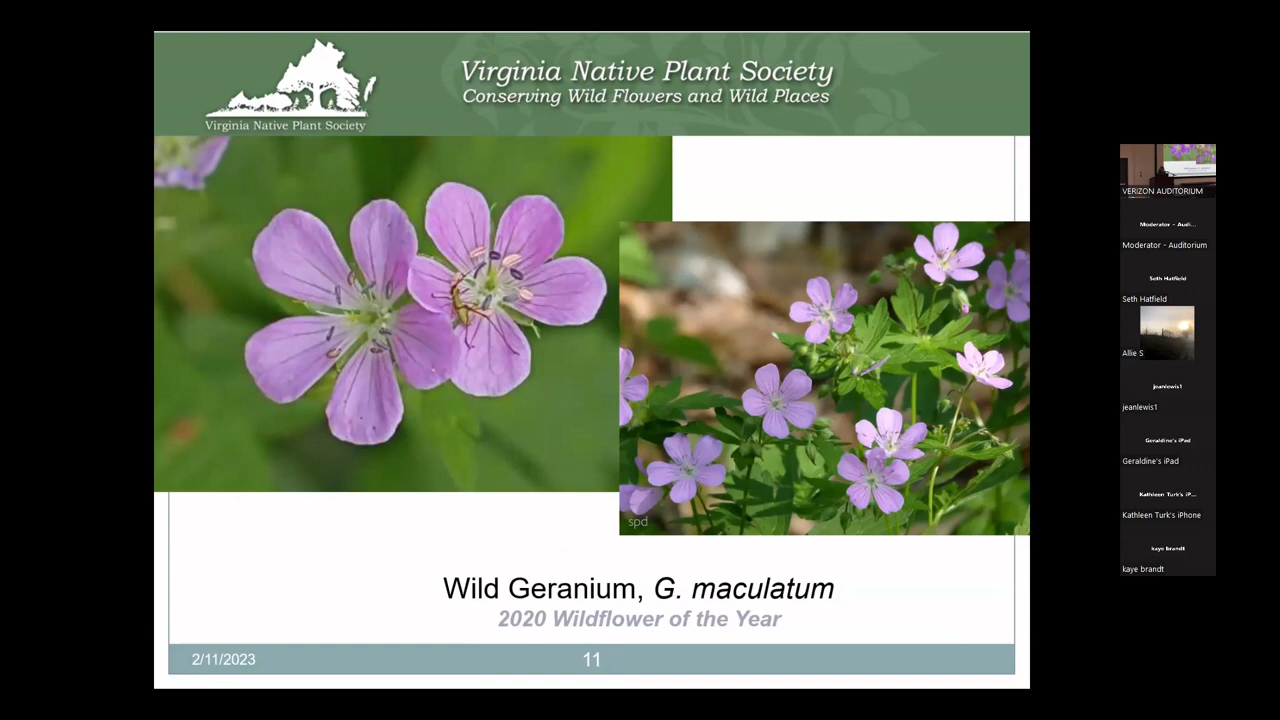 Virginia Native Plant Society
Conserving Wild Flowers and Wild Places
Virginia Native Plant Society
spd
Wild Geranium, G. maculatum
2020 Wildflower of the Year
2/11/2023
11
VERIZON AUDITORIUM
Moderator - Audi...
Moderator - Auditorium
Seth Hatfield
Seth Hatfield
Allie S
jeanlewis1
jeanlewis1
Geraldine's iPad
Geraldine's iPad
Kathleen Turk's iP...
Kathleen Turk's iPhone
kaye brandt
kaye brandt